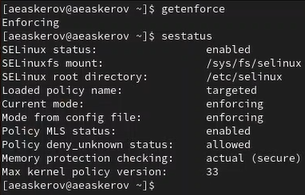 [aeaskerov@aeaskerov ~]$ getenforce
Enforcing
[aeaskerov@aeaskerov ~]$ sestatus
SELinux status:                 enabled
SELinuxfs mount:                /sys/fs/selinux
SELinux root directory:         /etc/selinux
Loaded policy name:             targeted
Current mode:                   enforcing
Mode from config file:          enforcing
Policy MLS status:              enabled
Policy deny_unknown status:     allowed
Memory protection checking:     actual (secure)
Max kernel policy version:      33
[aeaskerov@aeaskerov ~]$